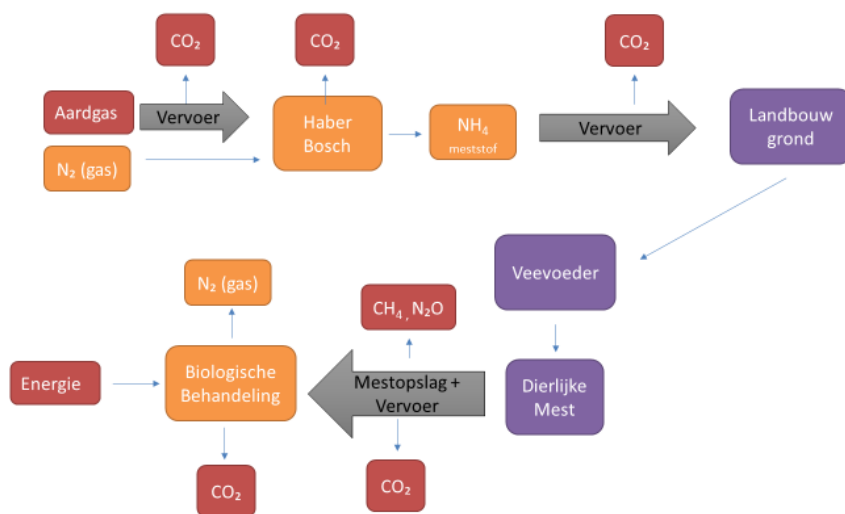 CO₂
CO₂
CO₂
Aardgas
Vervoer
Haber
Bosch
NH₄
meststof
Vervoer
Landbouw
grond
N₂ (gas)
Veevoeder
N₂ (gas)
CH₄ , N₂O
Energie
Biologische
Behandeling
Mestopslag +
Vervoer
Dierlijke
Mest
CO₂
CO₂